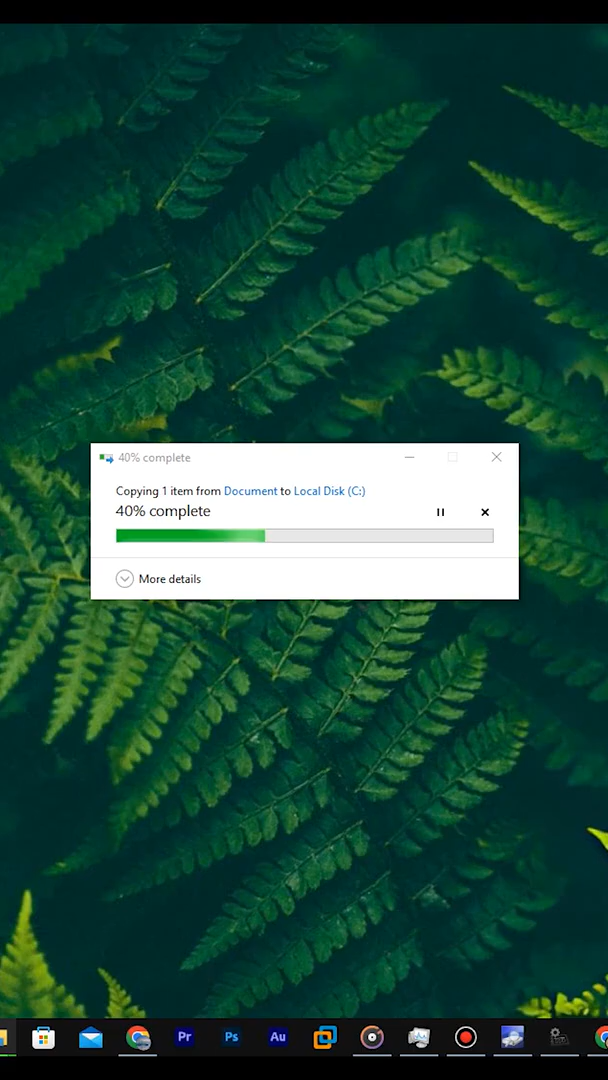 40% complete
Copying 1 item from Document to Local Disk (C:)
40% complete
More details
Pr Ps Au